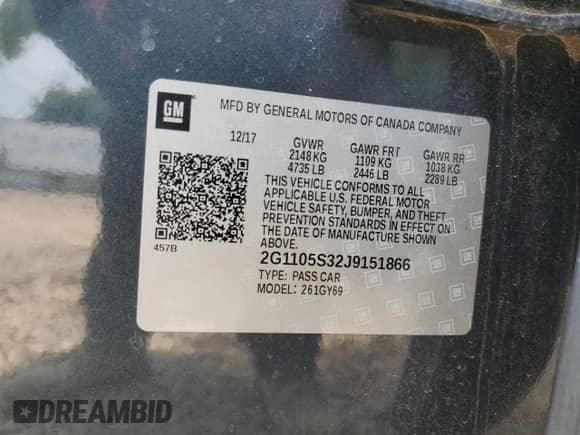 GM
MFD BY GENERAL MOTORS OF CANADA COMPANY
12/17 GVWR GAWR FRT GAWR RR
2148 KG 1109 KG 1038 KG
4735 LB 2446 LB 2289 LB
THIS VEHICLE CONFORMS TO ALL
APPLICABLE U.S. FEDERAL MOTOR
VEHICLE SAFETY, BUMPER, AND THEFT
PREVENTION STANDARDS IN EFFECT ON
THE DATE OF MANUFACTURE SHOWN
ABOVE.
457B
2G1105S32J9151866
TYPE: PASS CAR
MODEL: 261GY69
DREAMBID